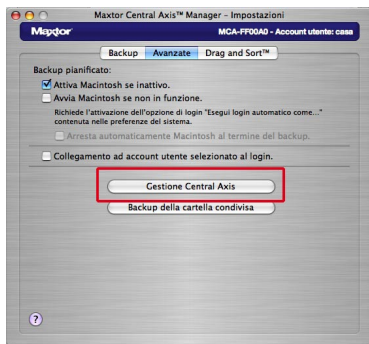 Maxtor Central Axis™ Manager – Impostazioni
Maxtor
MCA-FF00A0 - Account utente: casa
Backup Avanzate Drag and Sort™
Backup pianificato:
Attiva Macintosh se inattivo.
Avvia Macintosh se non in funzione.
Richiede l'attivazione dell'opzione di login "Esegui login automatico come..."
contenuta nelle preferenze del sistema.
Arresta automaticamente Macintosh al termine del backup.
Collegamento ad account utente selezionato al login.
Gestione Central Axis
Backup della cartella condivisa
?